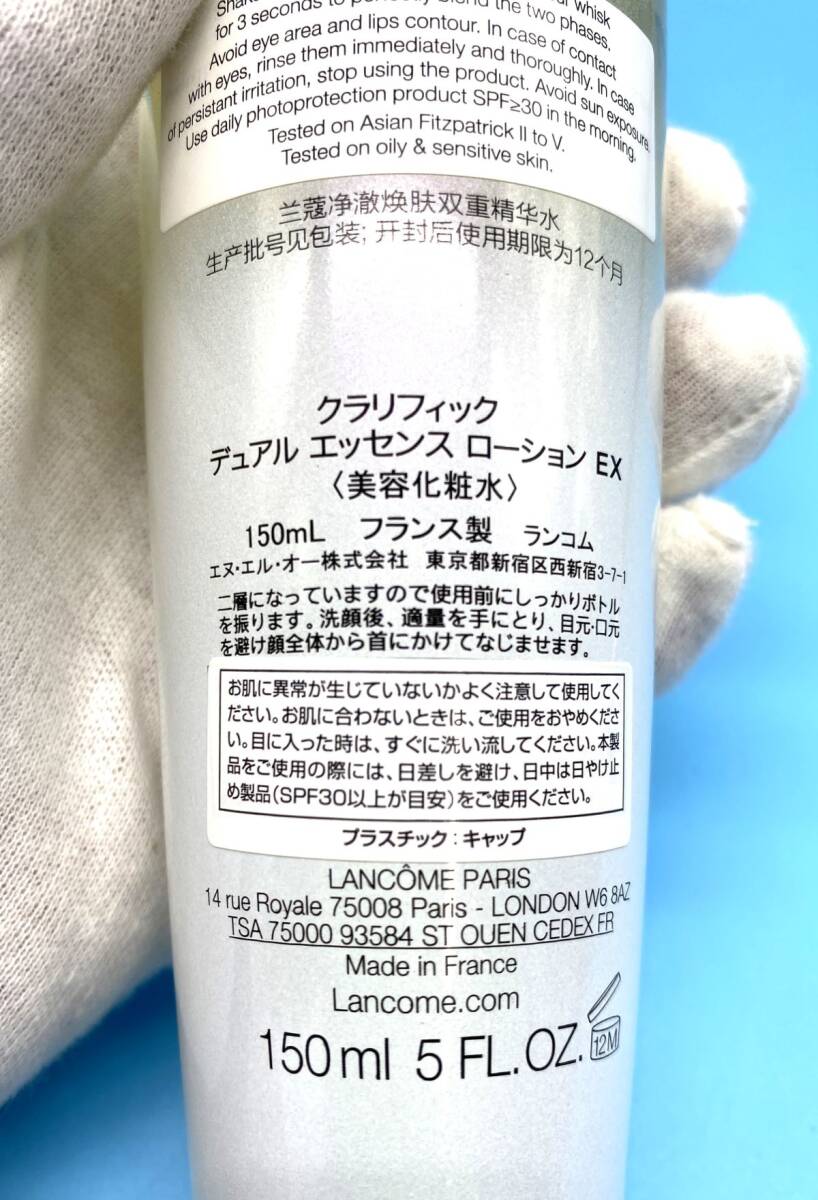 for 3 seconds to perfectly blend the two phases.
Avoid eye area and lips contour. In case of contact
with eyes, rinse them immediately and thoroughly. In case
of persistant irritation, stop using the product. Avoid sun exposure.
Use daily photoprotection product SPF≥30 in the morning.
Tested on Asian Fitzpatrick II to V.
Tested on oily & sensitive skin.
兰蔻净澈焕肤双重精华水
生产批号见包装; 开封后使用期限为12个月
クラリフィック
デュアル エッセンス ローション EX
〈美容化粧水〉
150mL フランス製 ランコム
エヌ・エル・オー株式会社 東京都新宿区西新宿3-7-1
二層になっていますので使用前にしっかりボトル
を振ります。洗顔後、適量を手にとり、目元・口元
を避け顔全体から首にかけてなじませます。
お肌に異常が生じていないかよく注意して使用してく
ださい。お肌に合わないときは、ご使用をおやめくださ
い。目に入った時は、すぐに洗い流してください。本製
品をご使用の際には、日差しを避け、日中は日やけ止
め製品（SPF30以上が目安）をご使用ください。
プラスチック：キャップ
LANCÔME PARIS
14 rue Royale 75008 Paris - LONDON W6 8AZ
TSA 75000 93584 ST OUEN CEDEX FR
Made in France
Lancome.com
150 ml 5 FL.OZ. 12M